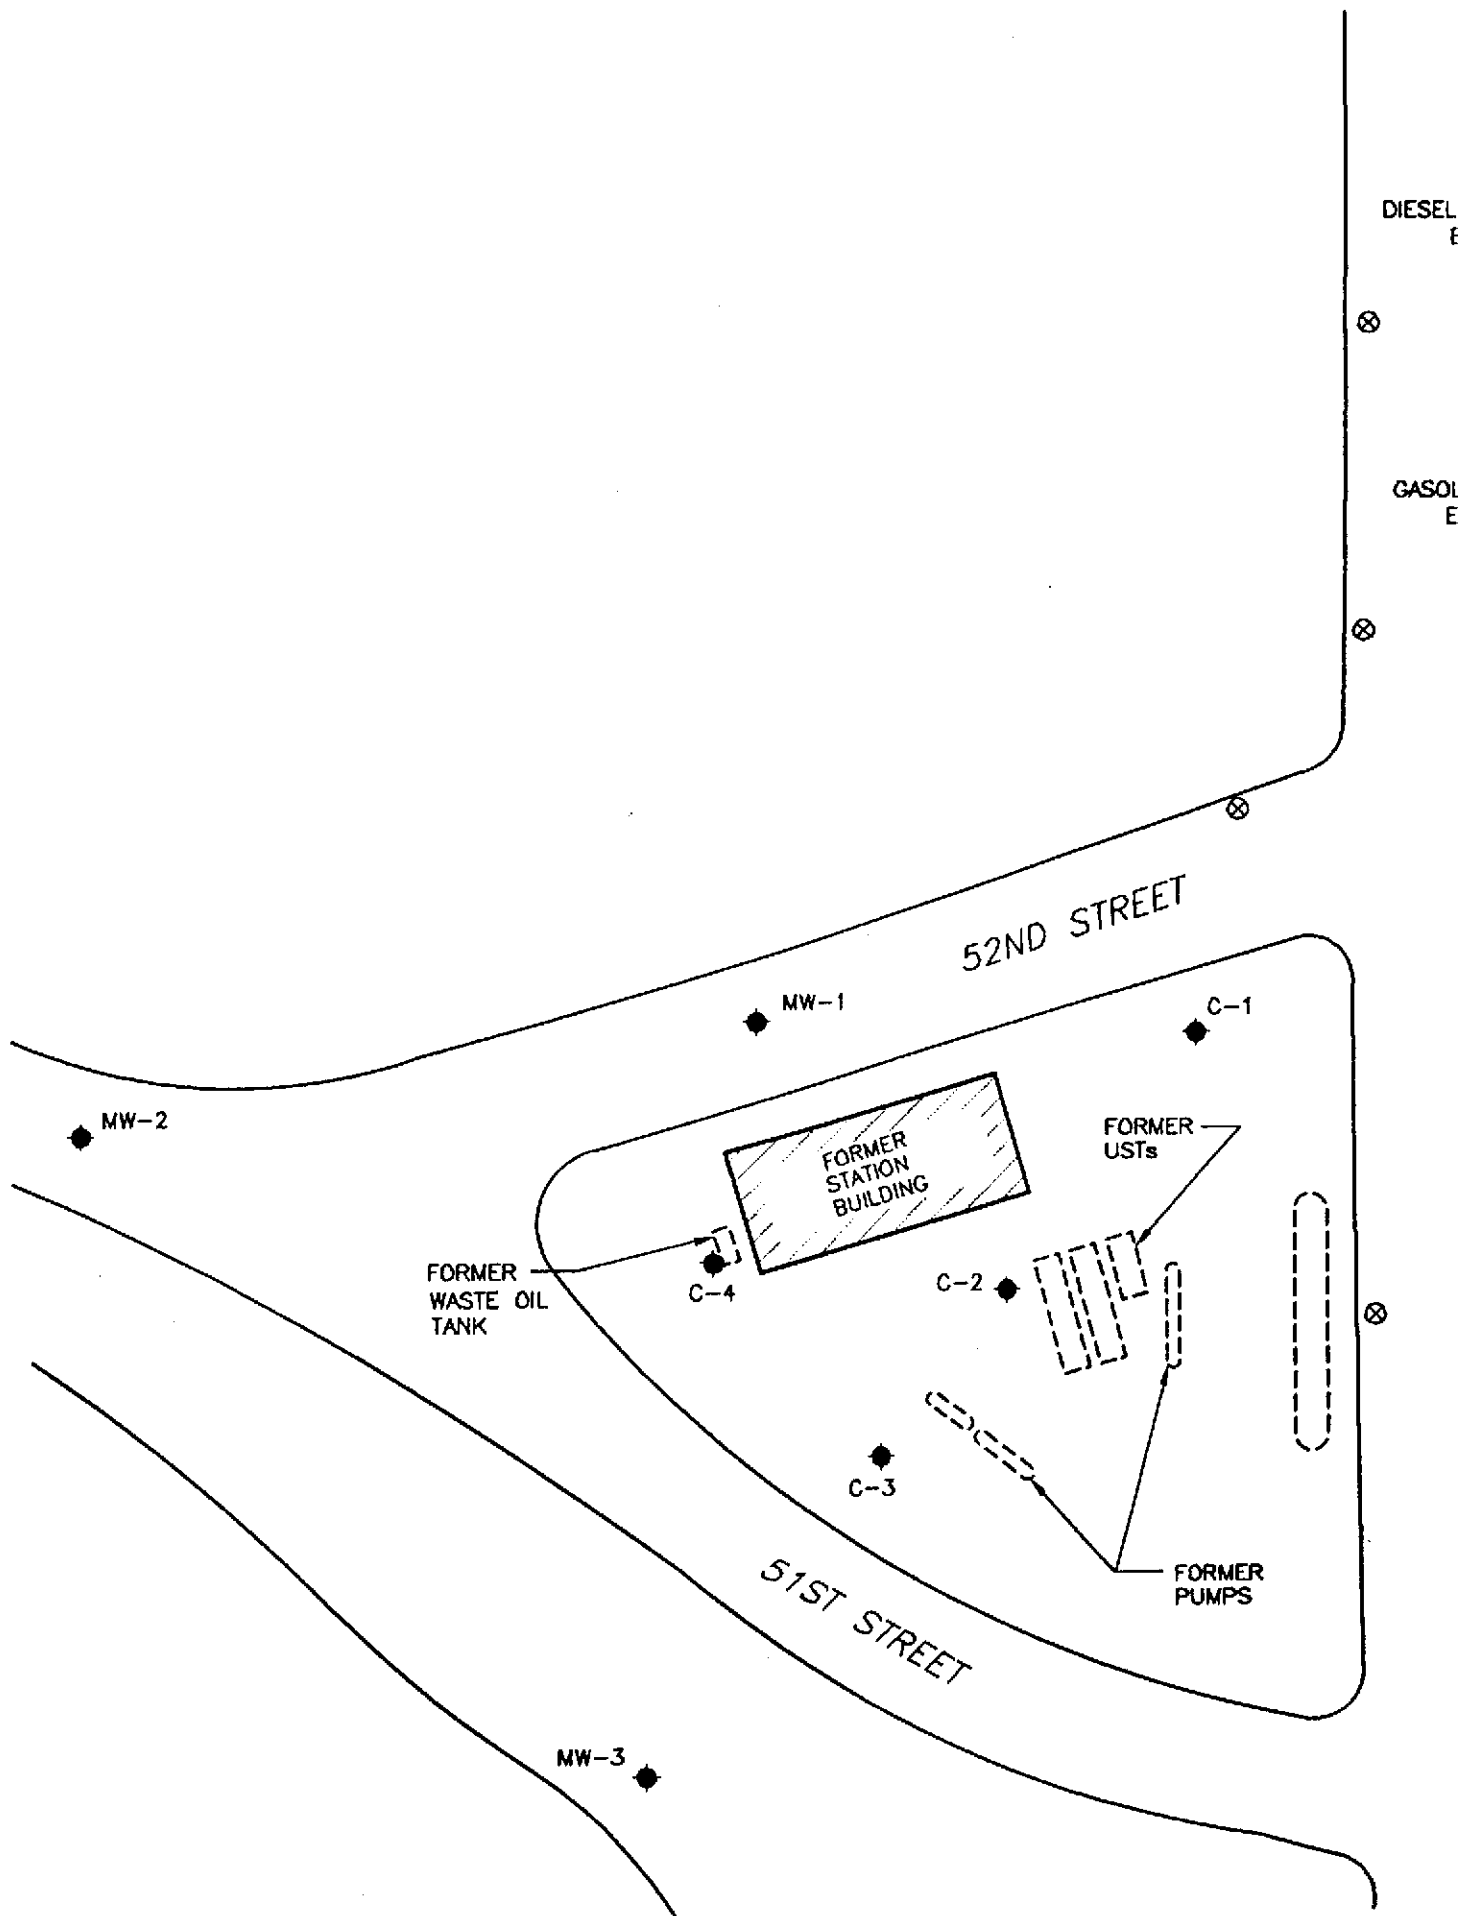 DIESEL
E
GASOL
E
52ND STREET
MW-1
C-1
MW-2
FORMER
USTs
FORMER
STATION
BUILDING
FORMER
WASTE OIL
TANK
C-4
C-2
C-3
51ST STREET
FORMER
PUMPS
MW-3